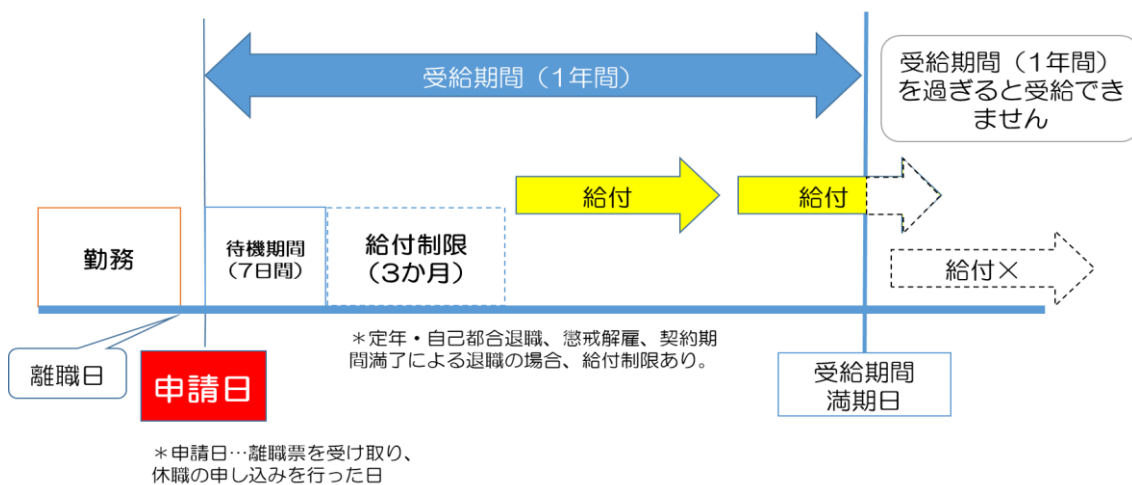 受給期間（1年間）
受給期間（1年間）
を過ぎると受給でき
ません
給付
給付
勤務
待機期間
（7日間）
給付制限
（3か月）
給付×
離職日
申請日
＊定年・自己都合退職、懲戒解雇、契約期
間満了による退職の場合、給付制限あり。
受給期間
満期日
＊申請日…離職票を受け取り、
休職の申し込みを行った日